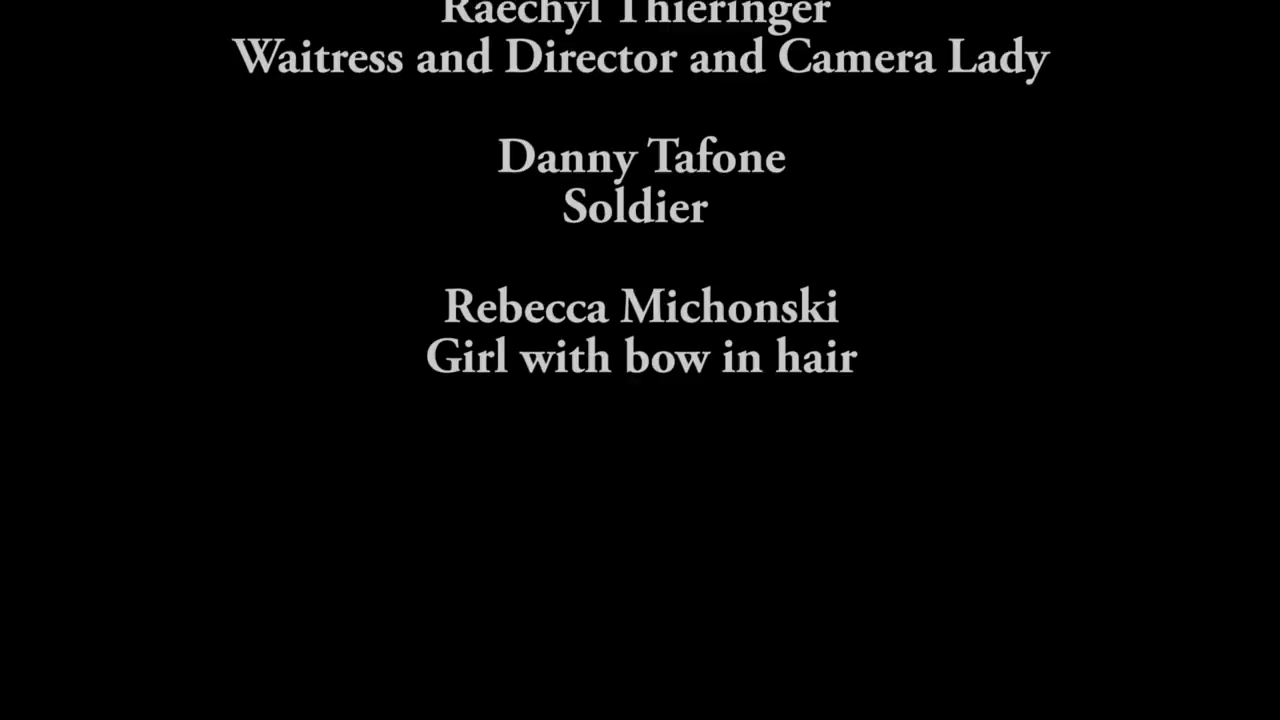 Raechyl Thieringer
Waitress and Director and Camera Lady
Danny Tafone
Soldier
Rebecca Michonski
Girl with bow in hair